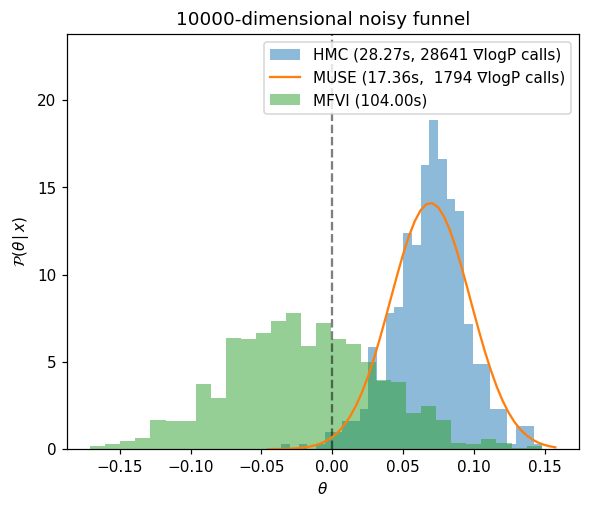 10000-dimensional noisy funnel
HMC (28.27s, 28641 ∇logP calls)
MUSE (17.36s,  1794 ∇logP calls)
MFVI (104.00s)
20
15
10
5
0
𝒫(θ | x)
−0.15 −0.10 −0.05 0.00 0.05 0.10 0.15
θ